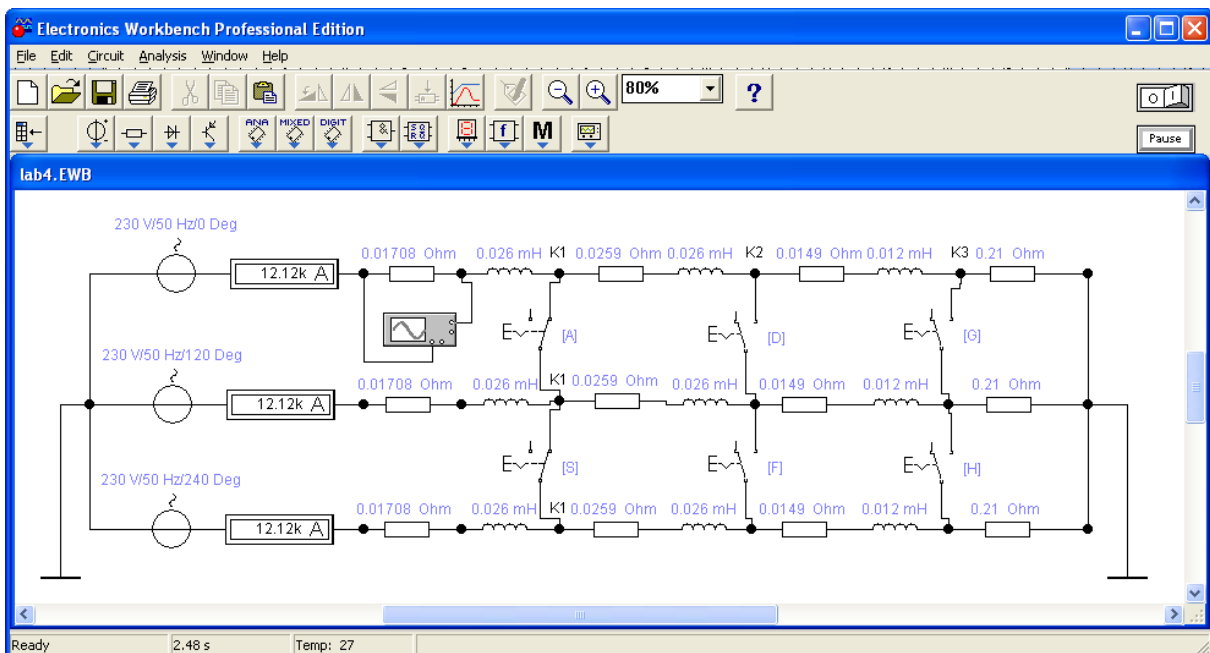 Electronics Workbench Professional Edition
File Edit Circuit Analysis Window Help
80%
?
ANA MIXED DIGIT
&
f
M
Pause
lab4.EWB
230 V/50 Hz/0 Deg
12.12k A
0.01708 Ohm 0.026 mH K1 0.0259 Ohm 0.026 mH K2 0.0149 Ohm 0.012 mH K3 0.21 Ohm
[A] [D] [G]
230 V/50 Hz/120 Deg
12.12k A
0.01708 Ohm 0.026 mH K1 0.0259 Ohm 0.026 mH 0.0149 Ohm 0.012 mH 0.21 Ohm
[S] [F] [H]
230 V/50 Hz/240 Deg
12.12k A
0.01708 Ohm 0.026 mH K1 0.0259 Ohm 0.026 mH 0.0149 Ohm 0.012 mH 0.21 Ohm
Ready 2.48 s Temp: 27